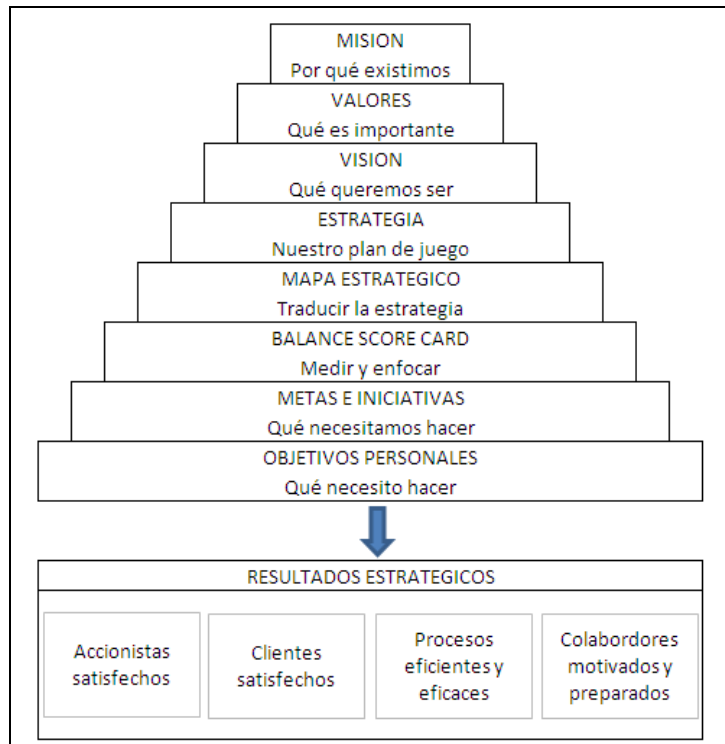 MISION
Por qué existimos
VALORES
Qué es importante
VISION
Qué queremos ser
ESTRATEGIA
Nuestro plan de juego
MAPA ESTRATEGICO
Traducir la estrategia
BALANCE SCORE CARD
Medir y enfocar
METAS E INICIATIVAS
Qué necesitamos hacer
OBJETIVOS PERSONALES
Qué necesito hacer
RESULTADOS ESTRATEGICOS
Accionistas
satisfechos
Clientes
satisfechos
Procesos
eficientes y
eficaces
Colabordores
motivados y
preparados